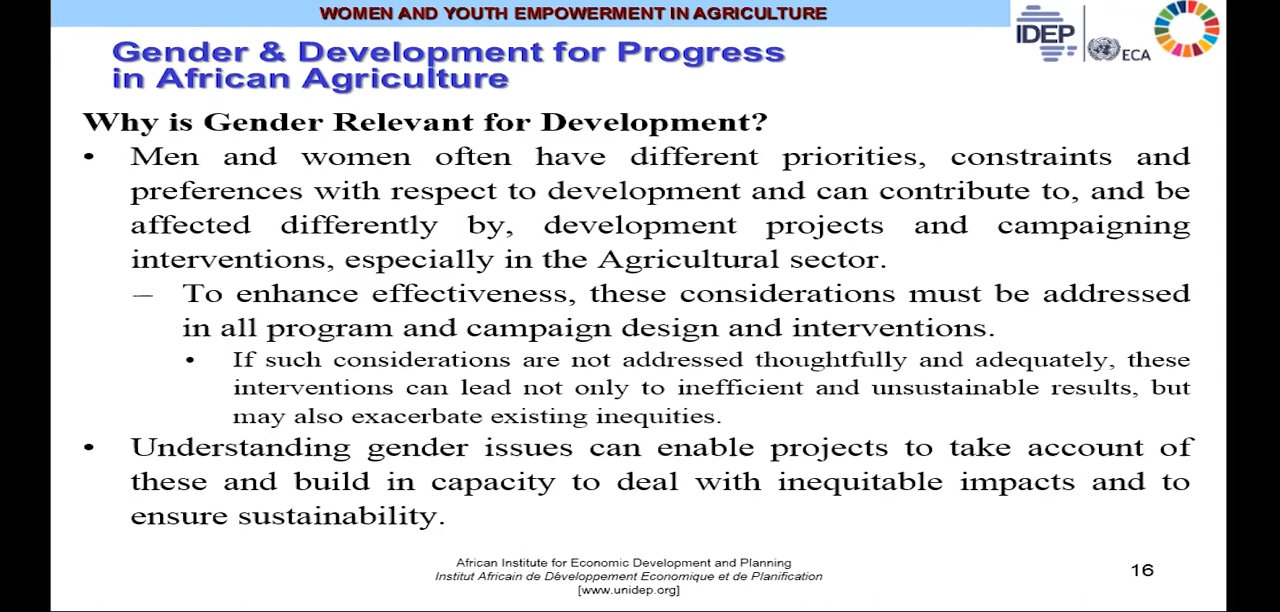 WOMEN AND YOUTH EMPOWERMENT IN AGRICULTURE
IDEP
ECA
Gender & Development for Progress
in African Agriculture
Why is Gender Relevant for Development?
• Men and women often have different priorities, constraints and
preferences with respect to development and can contribute to, and be
affected differently by, development projects and campaigning
interventions, especially in the Agricultural sector.
– To enhance effectiveness, these considerations must be addressed
in all program and campaign design and interventions.
• If such considerations are not addressed thoughtfully and adequately, these
interventions can lead not only to inefficient and unsustainable results, but
may also exacerbate existing inequities.
• Understanding gender issues can enable projects to take account of
these and build in capacity to deal with inequitable impacts and to
ensure sustainability.
African Institute for Economic Development and Planning
Institut Africain de Développement Economique et de Planification
[www.unidep.org]
16